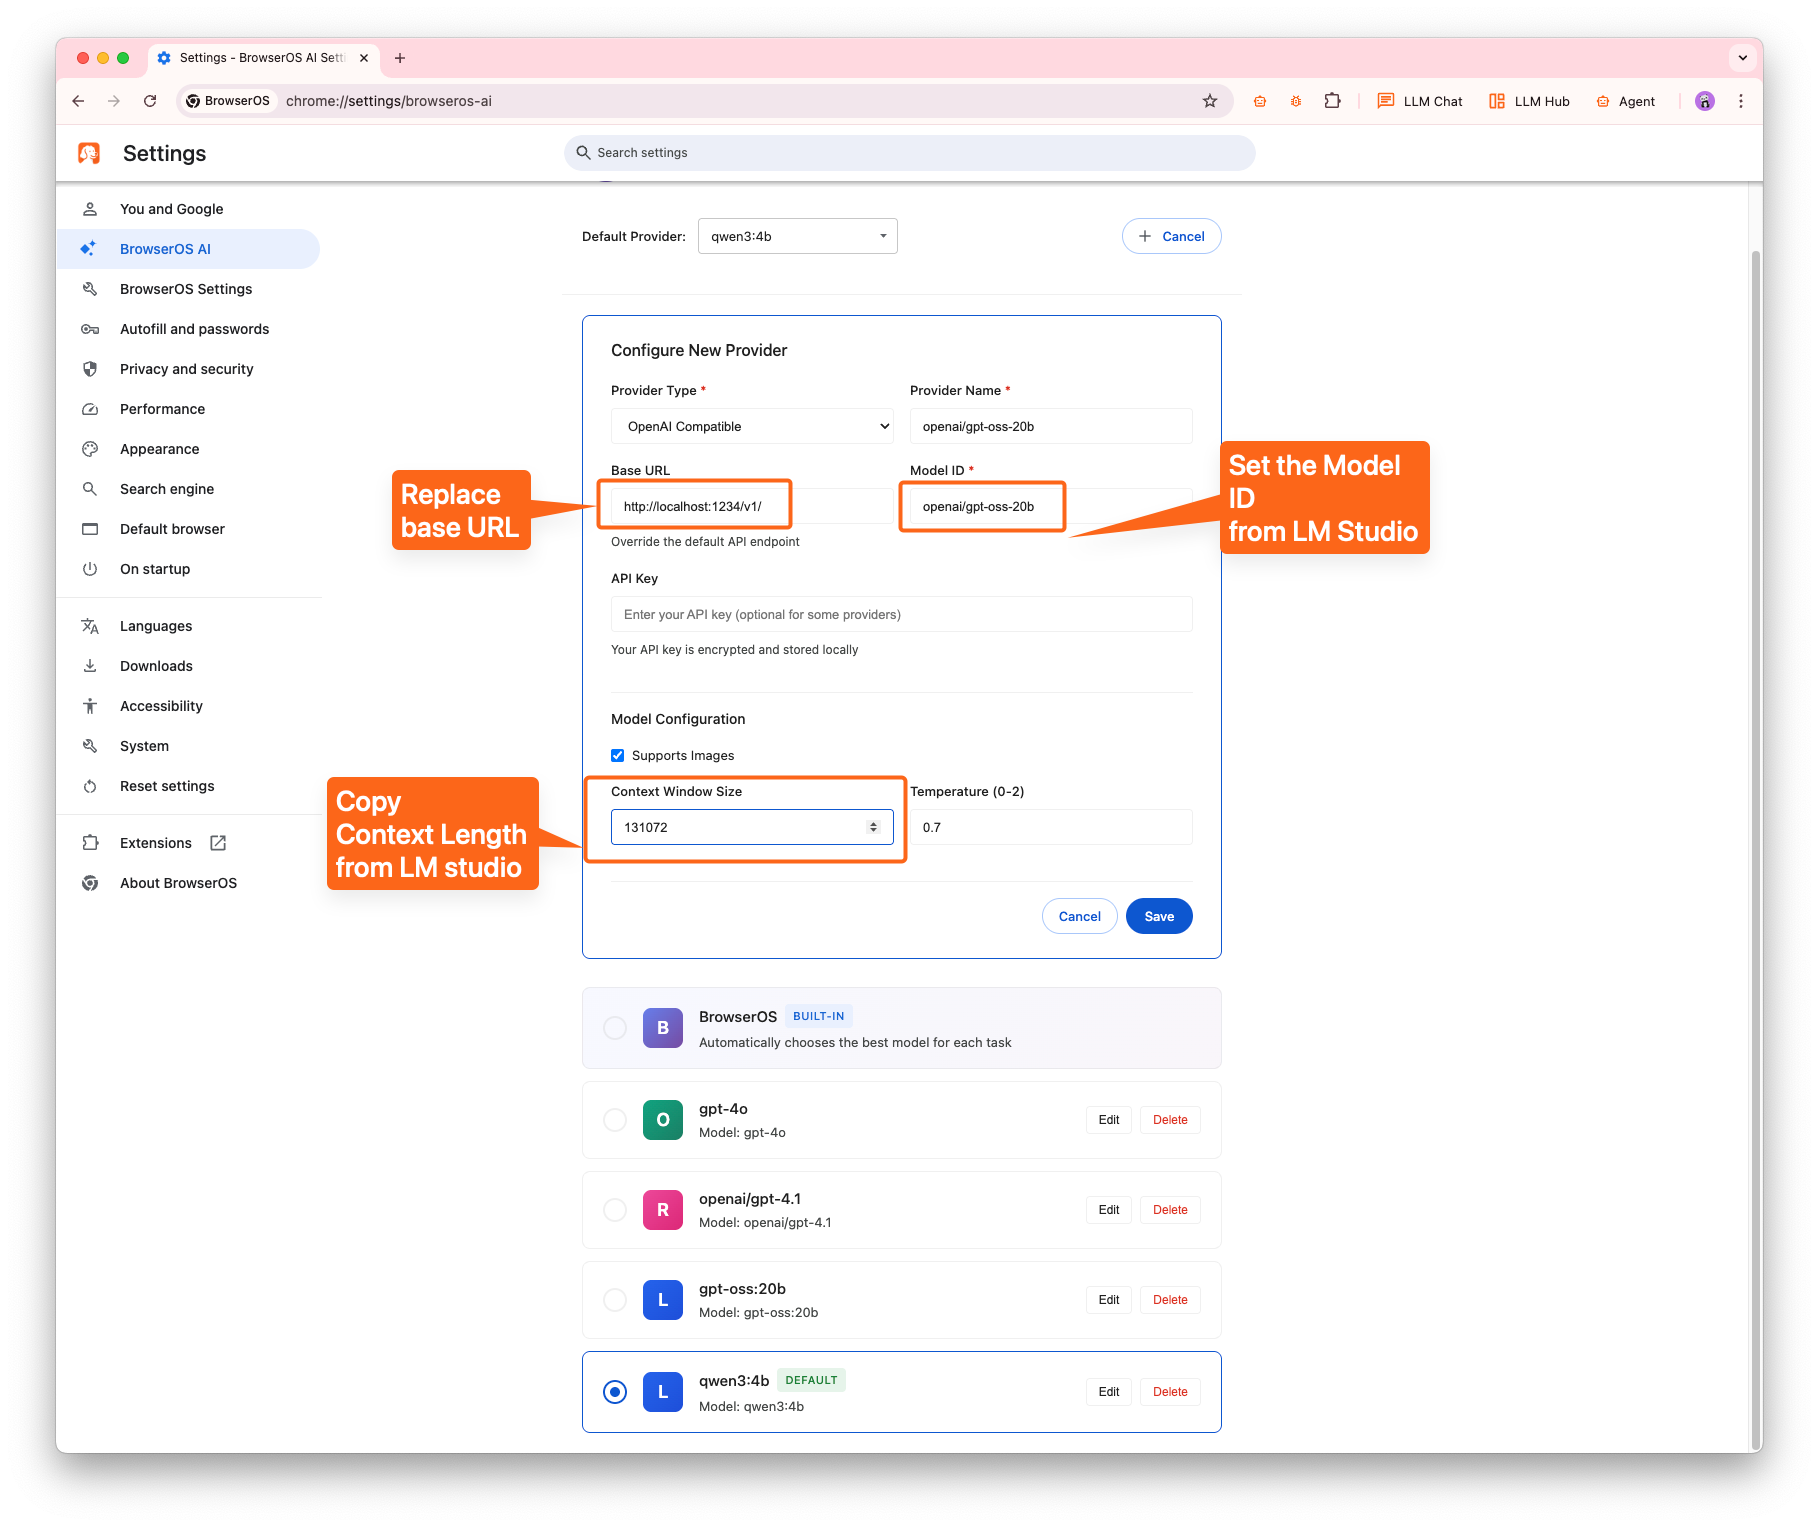 Settings - BrowserOS AI Setti
BrowserOS
chrome://settings/browseros-ai
LLM Chat
LLM Hub
Agent
Settings
Search settings
You and Google
BrowserOS AI
BrowserOS Settings
Autofill and passwords
Privacy and security
Performance
Appearance
Search engine
Default browser
On startup
Languages
Downloads
Accessibility
System
Reset settings
Extensions
About BrowserOS
Default Provider:
qwen3:4b
Cancel
Configure New Provider
Provider Type *
Provider Name *
OpenAI Compatible
openai/gpt-oss-20b
Base URL
Model ID *
http://localhost:1234/v1/
openai/gpt-oss-20b
Override the default API endpoint
Replace
base URL
Set the Model
ID
from LM Studio
API Key
Enter your API key (optional for some providers)
Your API key is encrypted and stored locally
Model Configuration
Supports Images
Context Window Size
Temperature (0-2)
131072
0.7
Copy
Context Length
from LM studio
Cancel
Save
B
BrowserOS
BUILT-IN
Automatically chooses the best model for each task
O
gpt-4o
Model: gpt-4o
Edit
Delete
R
openai/gpt-4.1
Model: openai/gpt-4.1
Edit
Delete
L
gpt-oss:20b
Model: gpt-oss:20b
Edit
Delete
L
qwen3:4b
DEFAULT
Model: qwen3:4b
Edit
Delete